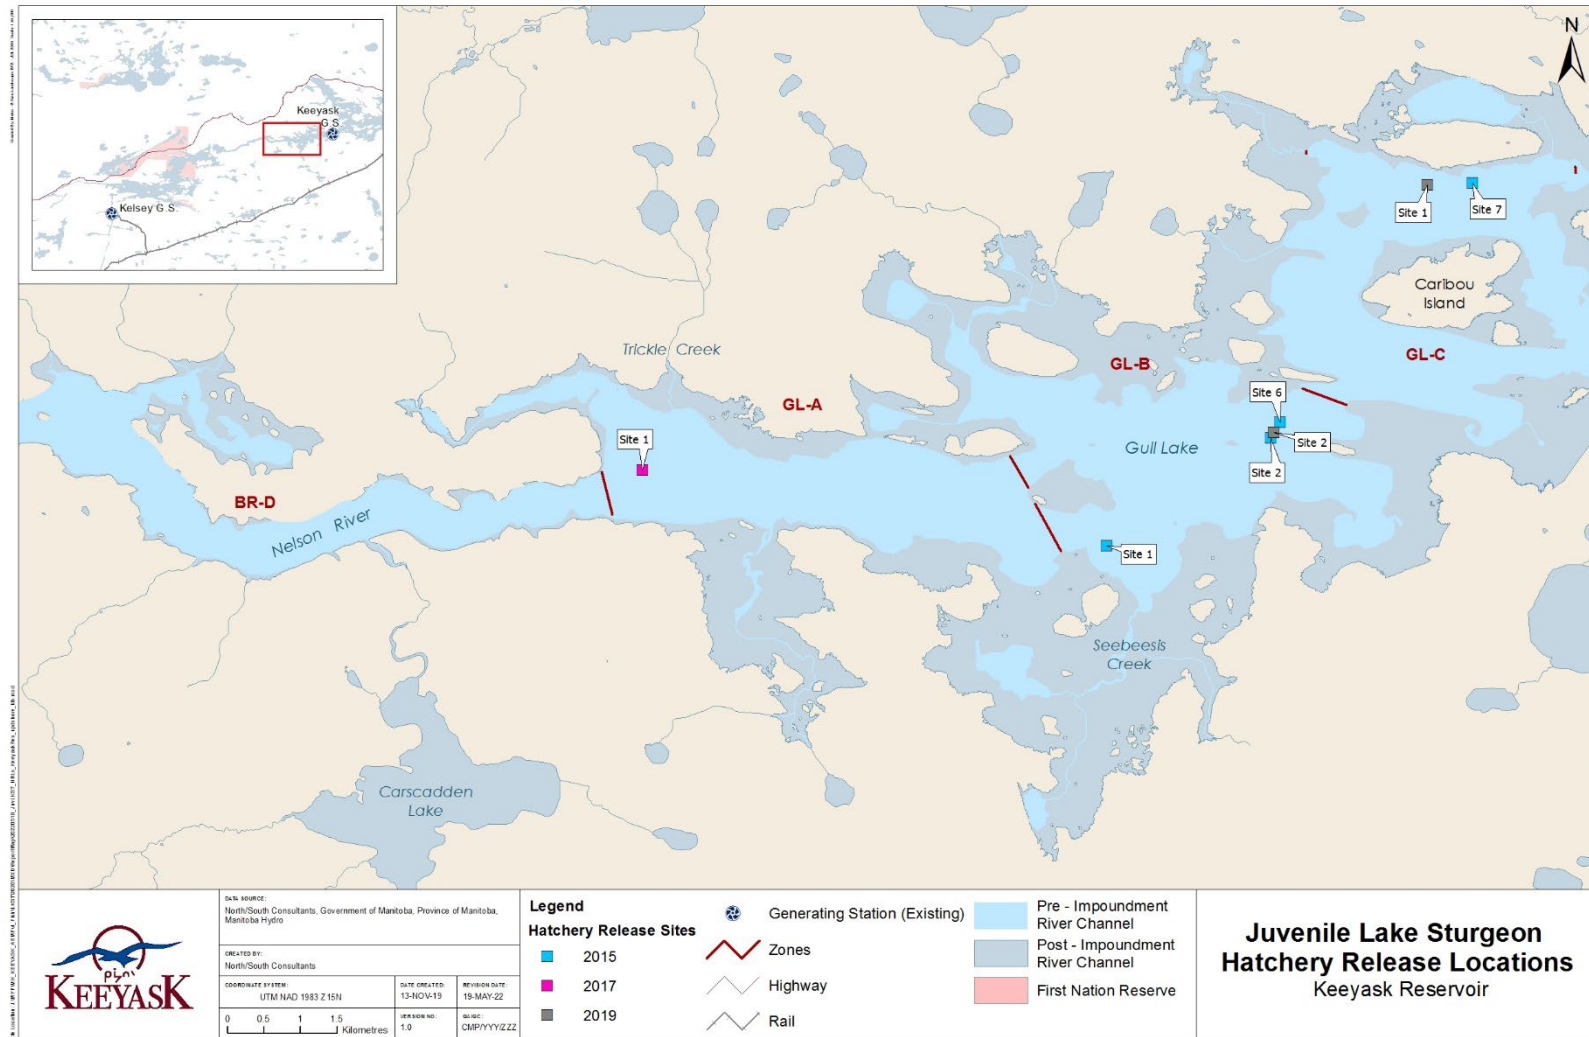 N
Keeyask
G.S.
Kelsey G.S.
Site 1
Site 7
Caribou
Island
GL-C
Trickle Creek
GL-B
GL-A
Site 6
Site 1
Gull Lake
Site 2
Site 2
BR-D
Nelson River
Site 1
Seebeesis
Creek
Carscadden
Lake
KEEYASK
DATA SOURCE:
North/South Consultants, Government of Manitoba, Province of Manitoba,
Manitoba Hydro
CREATED BY:
North/South Consultants
COORDINATE SYSTEM:
UTM NAD 1983 Z 15N
DATE CREATED:
13-NOV-19
REVISION DATE:
19-MAY-22
0 0.5 1 1.5
Kilometres
VERSION NO:
1.0
QA/QC:
CMP/YYY/ZZZ
Legend
Hatchery Release Sites
2015
2017
2019
Generating Station (Existing)
Zones
Highway
Rail
Pre - Impoundment
River Channel
Post - Impoundment
River Channel
First Nation Reserve
Juvenile Lake Sturgeon
Hatchery Release Locations
Keeyask Reservoir